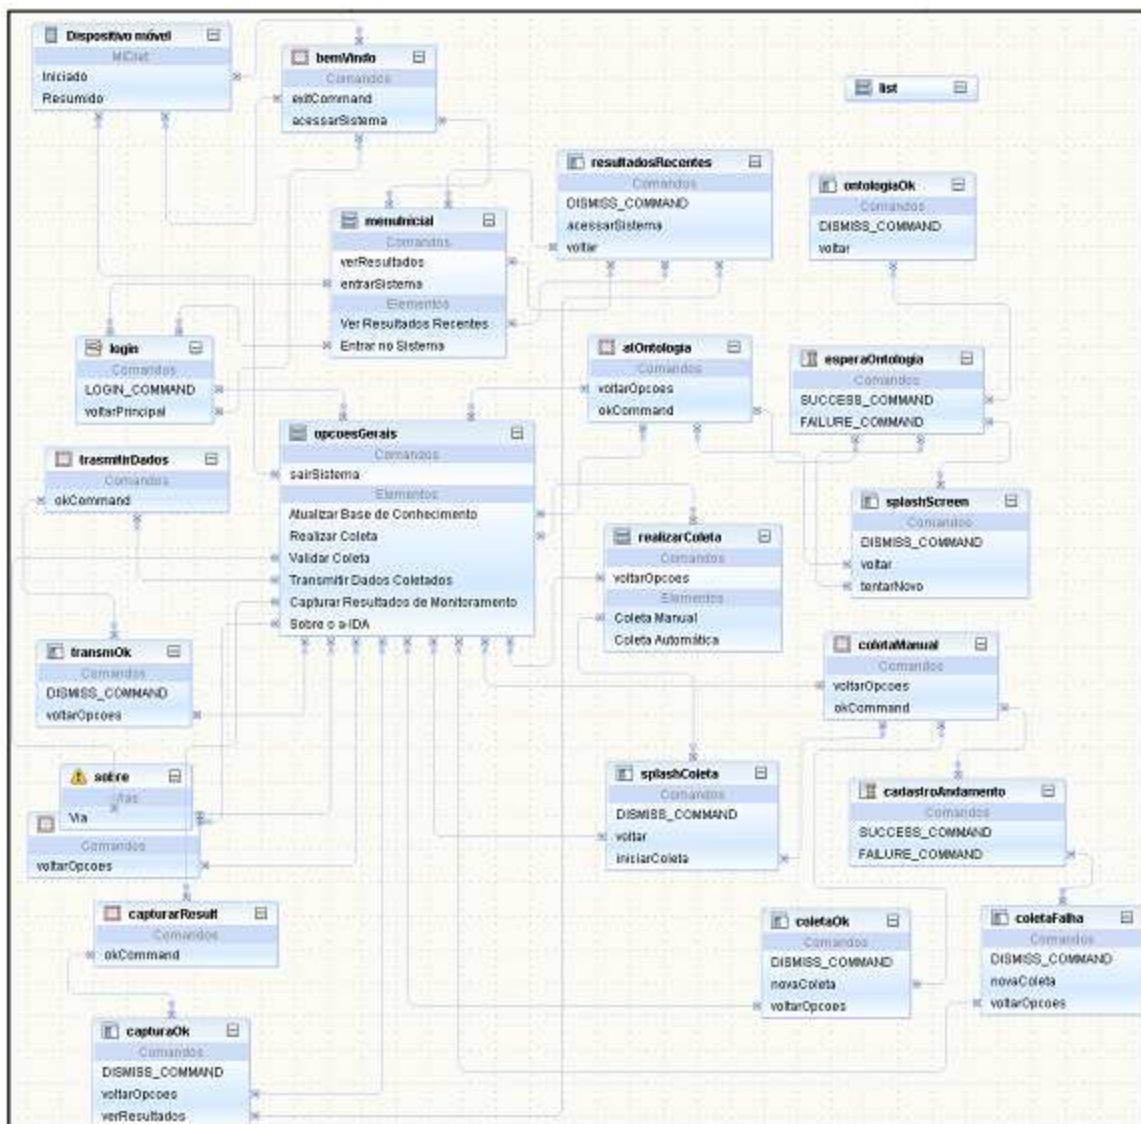 Dispositivo móvel
MIDlet
Iniciado
Resumido
bemVindo
Comandos
exitCommand
acessarSistema
list
resultadosRecentes
Comandos
DISMISS_COMMAND
acessarSistema
voltar
ontologiaOk
Comandos
DISMISS_COMMAND
voltar
menuInicial
Comandos
verResultados
entrarSistema
Elementos
Ver Resultados Recentes
Entrar no Sistema
login
Comandos
LOGIN_COMMAND
voltarPrincipal
atOntologia
Comandos
voltarOpcoes
okCommand
esperaOntologia
Comandos
SUCCESS_COMMAND
FAILURE_COMMAND
opcoesGerais
Comandos
sairSistema
Elementos
Atualizar Base de Conhecimento
Realizar Coleta
Validar Coleta
Transmitir Dados Coletados
Capturar Resultados de Monitoramento
Sobre o a-IDA
trasmitirDados
Comandos
okCommand
splashScreen
Comandos
DISMISS_COMMAND
voltar
tentarNovo
realizarColeta
Comandos
voltarOpcoes
Elementos
Coleta Manual
Coleta Automática
transmOk
Comandos
DISMISS_COMMAND
voltarOpcoes
coletaManual
Comandos
voltarOpcoes
okCommand
Via
Comandos
voltarOpcoes
splashColeta
Comandos
DISMISS_COMMAND
voltar
iniciarColeta
cadastroAndamento
Comandos
SUCCESS_COMMAND
FAILURE_COMMAND
capturarResult
Comandos
okCommand
coletaOk
Comandos
DISMISS_COMMAND
novaColeta
voltarOpcoes
coletaFalha
Comandos
DISMISS_COMMAND
novaColeta
voltarOpcoes
capturaOk
Comandos
DISMISS_COMMAND
voltarOpcoes
verResultados